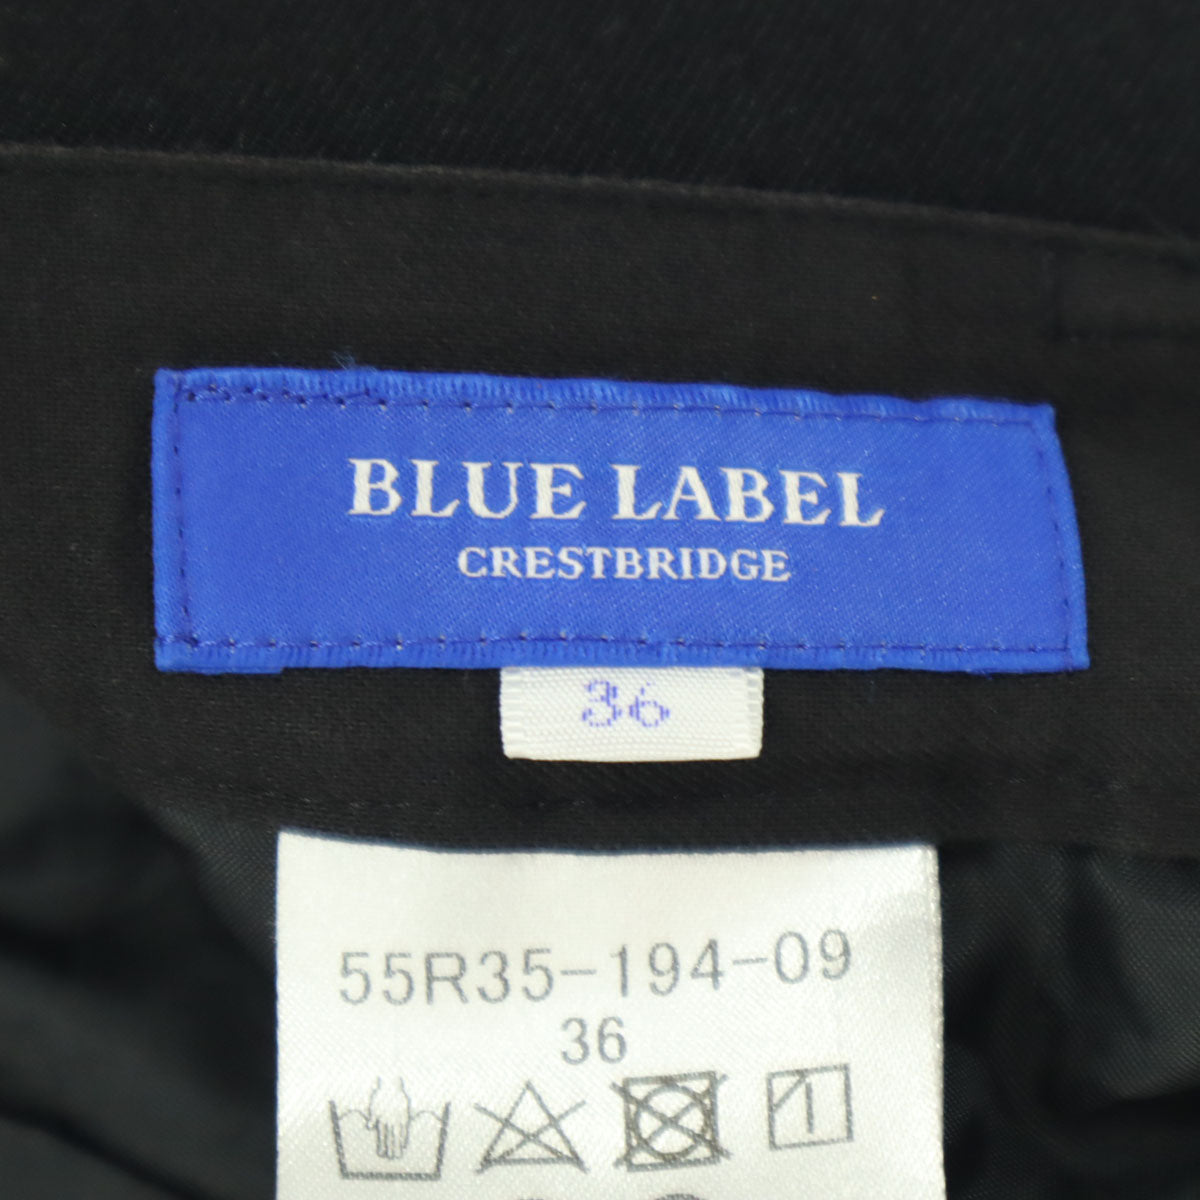 BLUE LABEL
CRESTBRIDGE
36
55R35-194-09
36